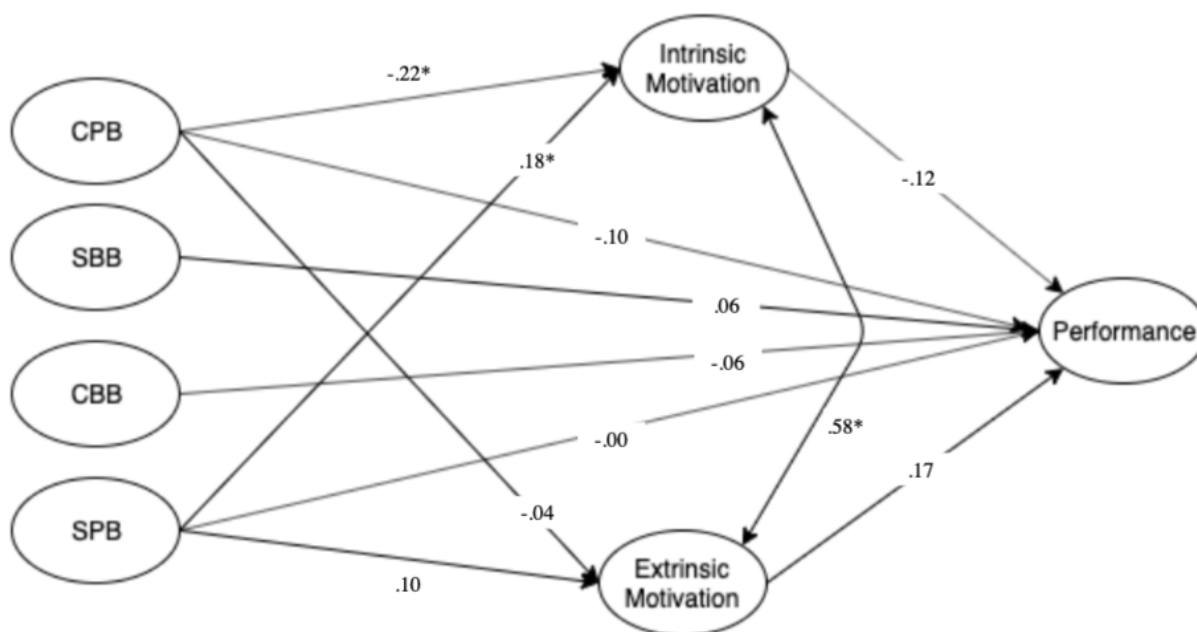 Intrinsic
Motivation
-.22*
CPB
.18*
-.12
-.10
SBB
.06
Performance
-.06
CBB
-.00
.58*
.17
-.04
SPB
.10
Extrinsic
Motivation